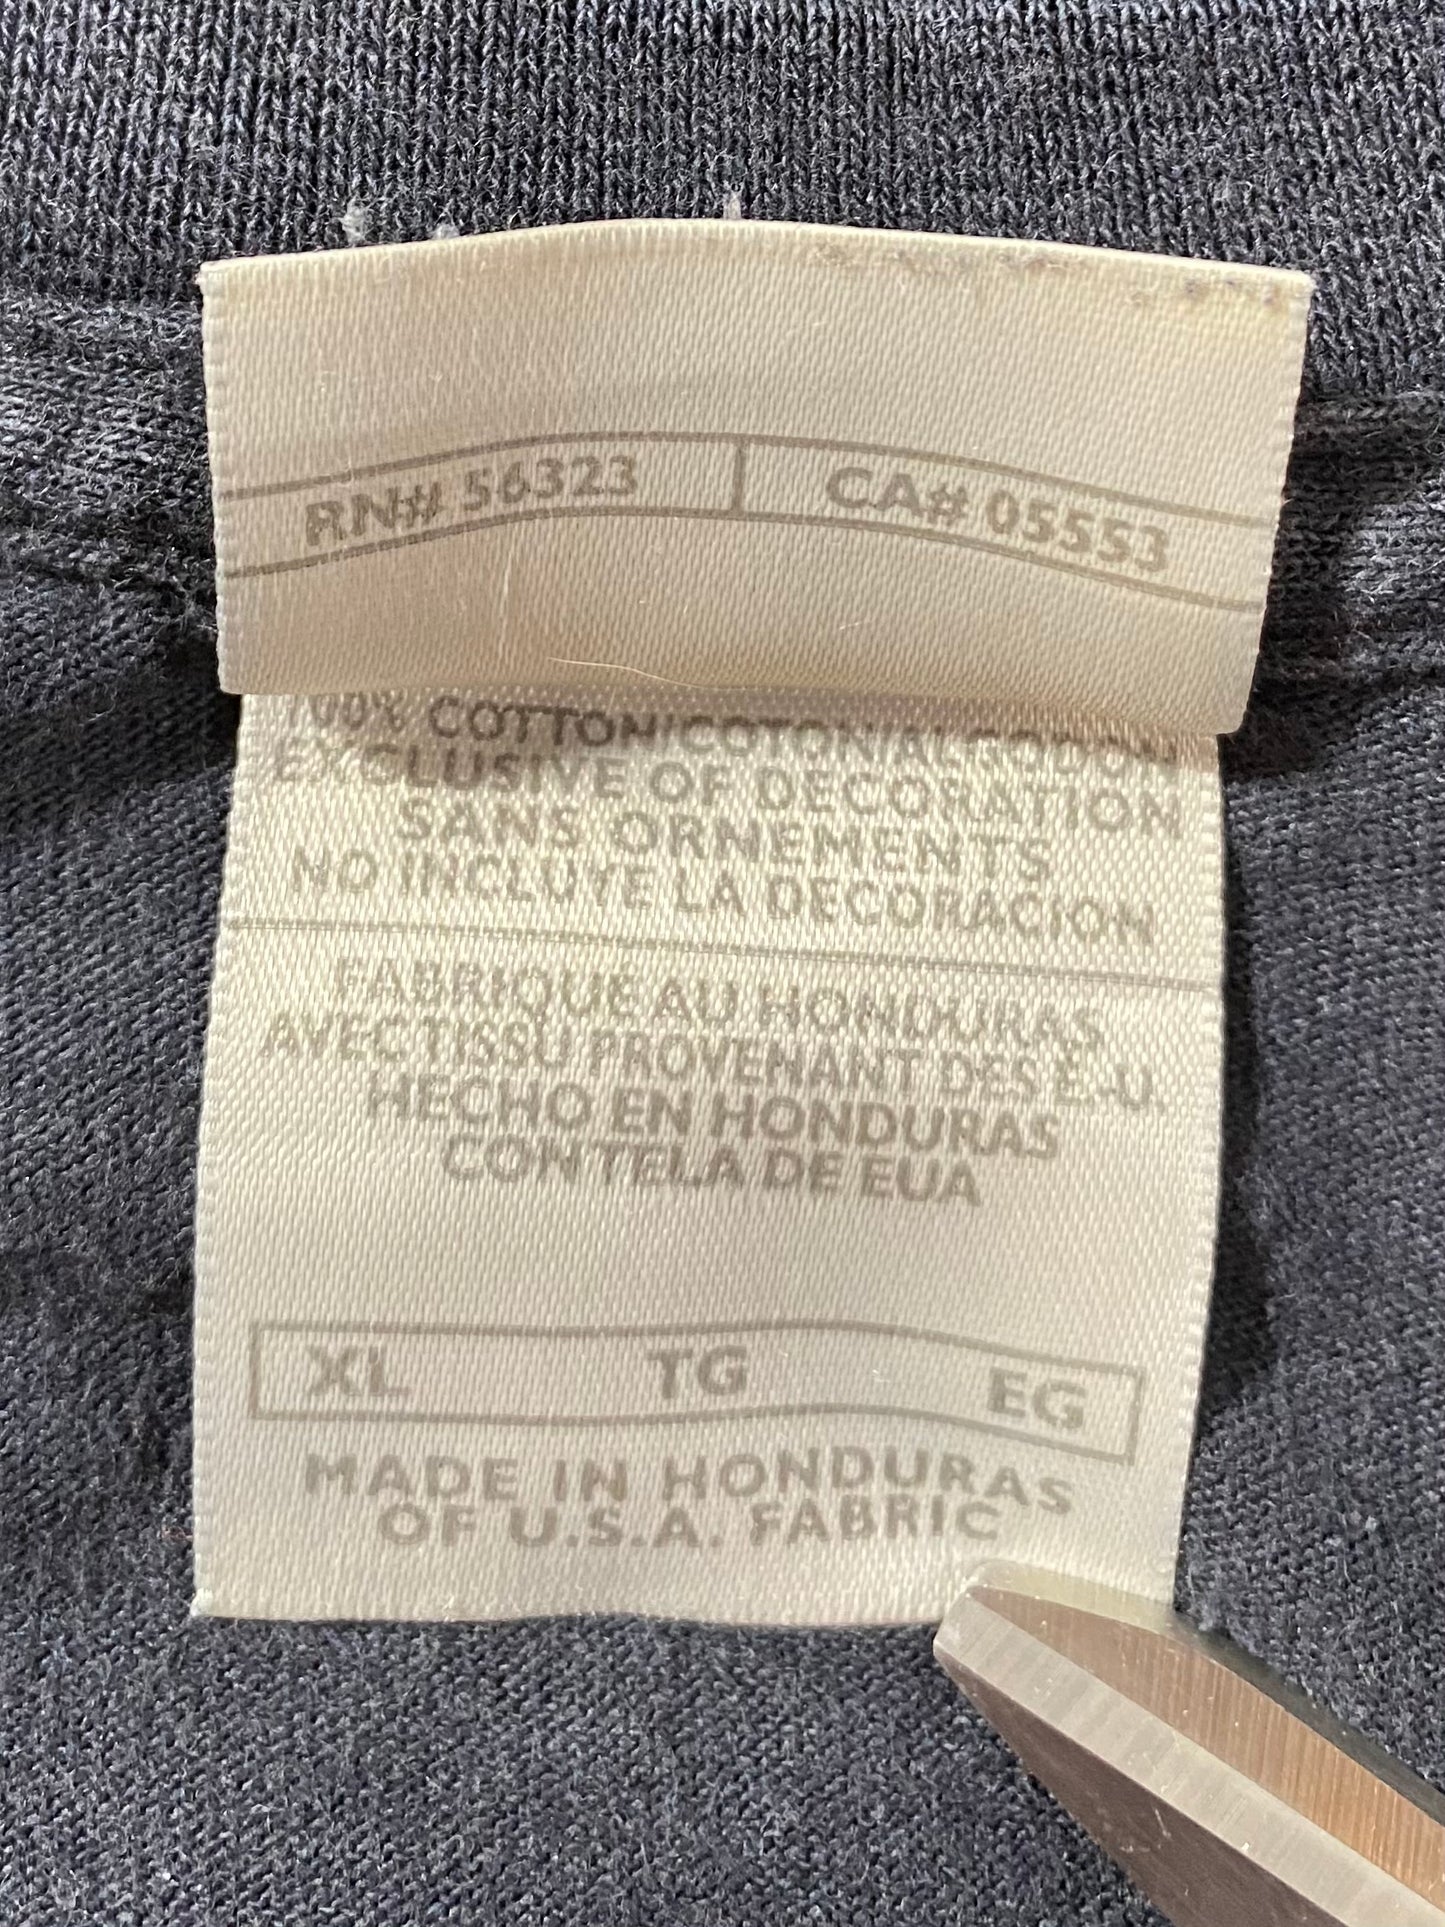 RN# 56323 CA# 05553
100% COTTON/COTON/ALGODON
EXCLUSIVE OF DECORATION
SANS ORNEMENTS
NO INCLUYE LA DECORACION
FABRIQUE AU HONDURAS
AVEC TISSU PROVENANT DES É.-U.
HECHO EN HONDURAS
CON TELA DE EUA
XL TG EG
MADE IN HONDURAS
OF U.S.A. FABRIC